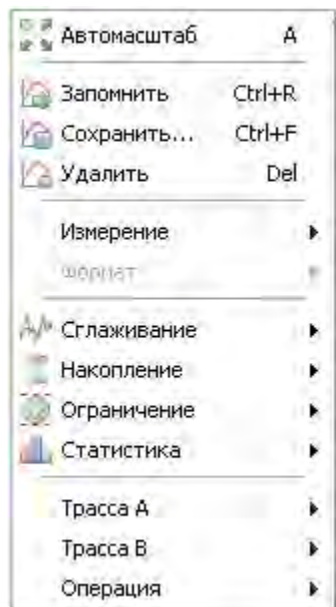 Автомасштаб A
Запомнить Ctrl+R
Сохранить... Ctrl+F
Удалить Del
Измерение
Формат
Сглаживание
Накопление
Ограничение
Статистика
Трасса А
Трасса В
Операция